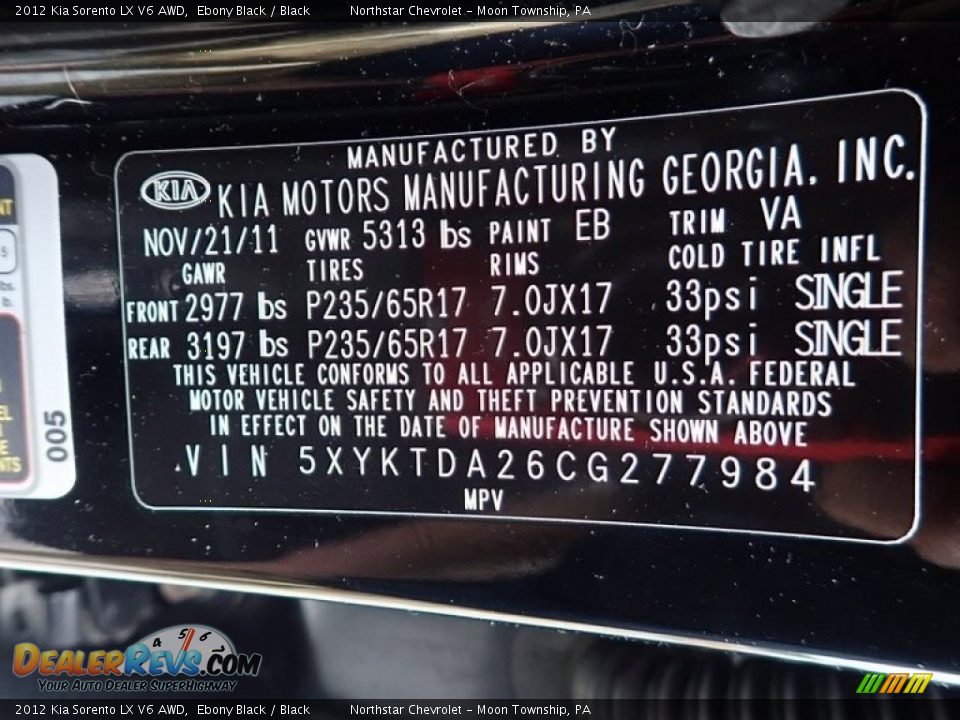 2012 Kia Sorento LX V6 AWD, Ebony Black / Black Northstar Chevrolet - Moon Township, PA
MANUFACTURED BY
KIA KIA MOTORS MANUFACTURING GEORGIA, INC.
NOV/21/11 GVWR 5313 lbs PAINT EB TRIM VA
GAWR TIRES RIMS COLD TIRE INFL
FRONT 2977 lbs P235/65R17 7.0JX17 33psi SINGLE
REAR 3197 lbs P235/65R17 7.0JX17 33psi SINGLE
THIS VEHICLE CONFORMS TO ALL APPLICABLE U.S.A. FEDERAL
MOTOR VEHICLE SAFETY AND THEFT PREVENTION STANDARDS
IN EFFECT ON THE DATE OF MANUFACTURE SHOWN ABOVE
VIN 5XYKTDA26CG277984
MPV
005
4 5 6
DEALERREVS.COM
YOUR AUTO DEALER SUPERHIGHWAY
2012 Kia Sorento LX V6 AWD, Ebony Black / Black Northstar Chevrolet - Moon Township, PA